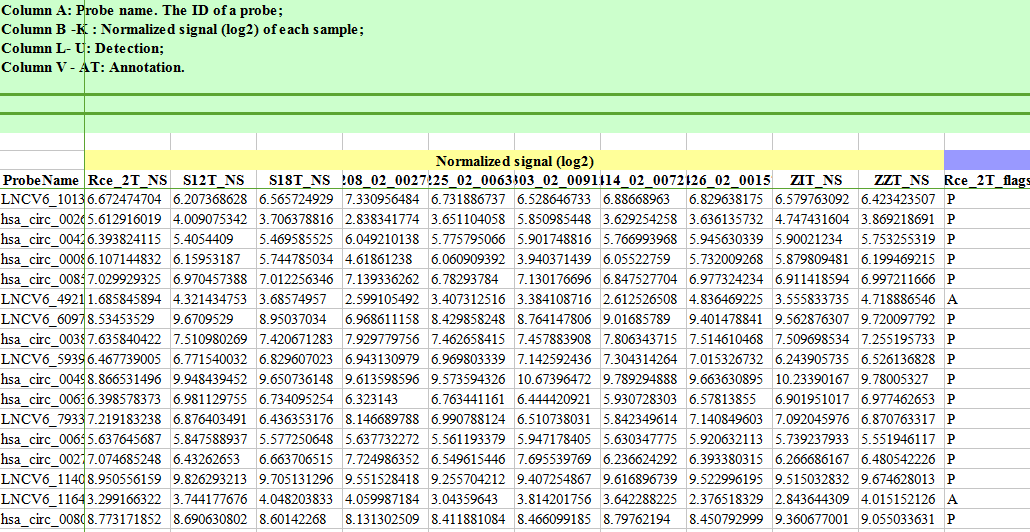 Column A: Probe name. The ID of a probe;
Column B -K : Normalized signal (log2) of each sample;
Column L- U: Detection;
Column V - AT: Annotation.
Normalized signal (log2)
ProbeName Rce_2T_NS S12T_NS S18T_NS 208_02_0027 225_02_0063 303_02_0091 414_02_0072 426_02_0015 ZIT_NS ZZT_NS Rce_2T_flags
LNCV6_1013 6.672474704 6.207368628 6.565724929 7.330956484 6.731886737 6.528646733 6.88668963 6.829638175 6.579763092 6.423423507 P
hsa_circ_0026 5.612916019 4.009075342 3.706378816 2.838341774 3.651104058 5.850985448 3.629254258 3.636135732 4.747431604 3.869218691 P
hsa_circ_0042 6.393824115 5.4054409 5.469585525 6.049210138 5.775795066 5.901748816 5.766993968 5.945630339 5.90021234 5.753255319 P
hsa_circ_0008 6.107144832 6.15953187 5.744785034 4.61861238 6.060909392 3.940371439 6.05522759 5.732009268 5.879809481 6.199469215 P
hsa_circ_0085 7.029929325 6.970457388 7.012256346 7.139336262 6.78293784 7.130176696 6.847527704 6.977324234 6.911418594 6.997211666 P
LNCV6_4921 1.685845894 4.321434753 3.68574957 2.599105492 3.407312516 3.384108716 2.612526508 4.836469225 3.555833735 4.718886546 A
LNCV6_6097 8.53453529 9.6709529 8.95037034 6.968611158 8.429858248 8.764147806 9.01685789 9.401478841 9.562876307 9.720097792 P
hsa_circ_0038 7.635840422 7.510980269 7.420671283 7.929779756 7.462658415 7.457883908 7.806343715 7.514610468 7.509698534 7.255195733 P
LNCV6_5939 6.467739005 6.771540032 6.829607023 6.943130979 6.969803339 7.142592436 7.304314264 7.015326732 6.243905735 6.526136828 P
hsa_circ_0049 8.866531496 9.948439452 9.650736148 9.613598596 9.573594326 10.67396472 9.789294888 9.663630895 10.23390167 9.78005327 P
hsa_circ_0063 6.398578373 6.981129755 6.734095254 6.323143 6.763441161 6.444420921 5.930728303 6.57813855 6.901951017 6.977462653 P
LNCV6_7933 7.219183238 6.876403491 6.436353176 8.146689788 6.990788124 6.510738031 5.842349614 7.140849603 7.092045976 6.870763317 P
hsa_circ_0065 5.637645687 5.847588937 5.577250648 5.637732272 5.561193379 5.947178405 5.630347775 5.920632113 5.739237933 5.551946117 P
hsa_circ_0027 7.074685248 6.43262653 6.663706515 7.724986352 6.549615446 7.695539769 6.236624292 6.393380315 6.266686167 6.480542226 P
LNCV6_1140 8.950556159 9.826293213 9.705131296 9.551528418 9.255704212 9.407254867 9.616896739 9.522996195 9.515032832 9.674628013 P
LNCV6_1164 3.299166322 3.744177676 4.048203833 4.059987184 3.04359643 3.814201756 3.642288225 2.376518329 2.843644309 4.015152126 A
hsa_circ_0080 8.773171852 8.690630802 8.60142268 8.131302509 8.411881084 8.466099185 8.79762194 8.450792999 9.360677001 9.055033631 P